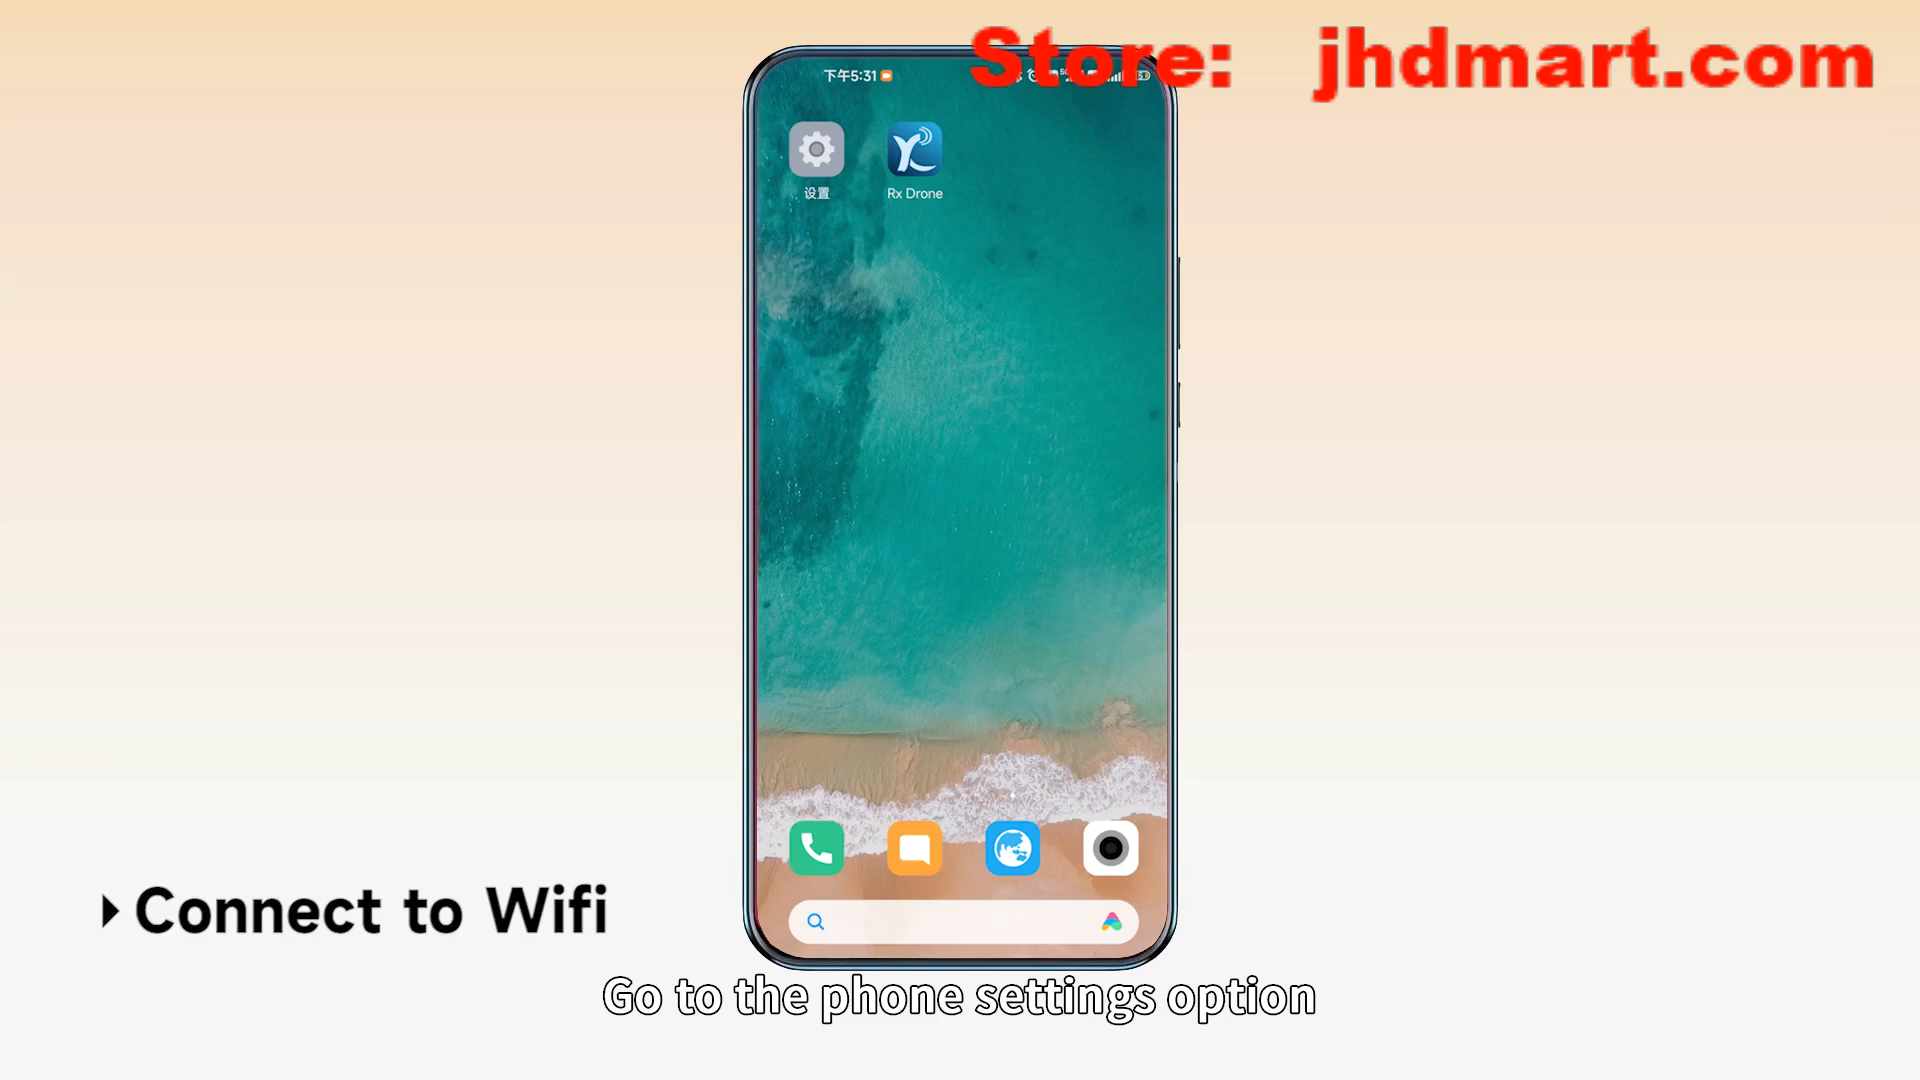 Store: jhdmart.com
下午5:31
设置
Rx Drone
Connect to Wifi
Go to the phone settings option